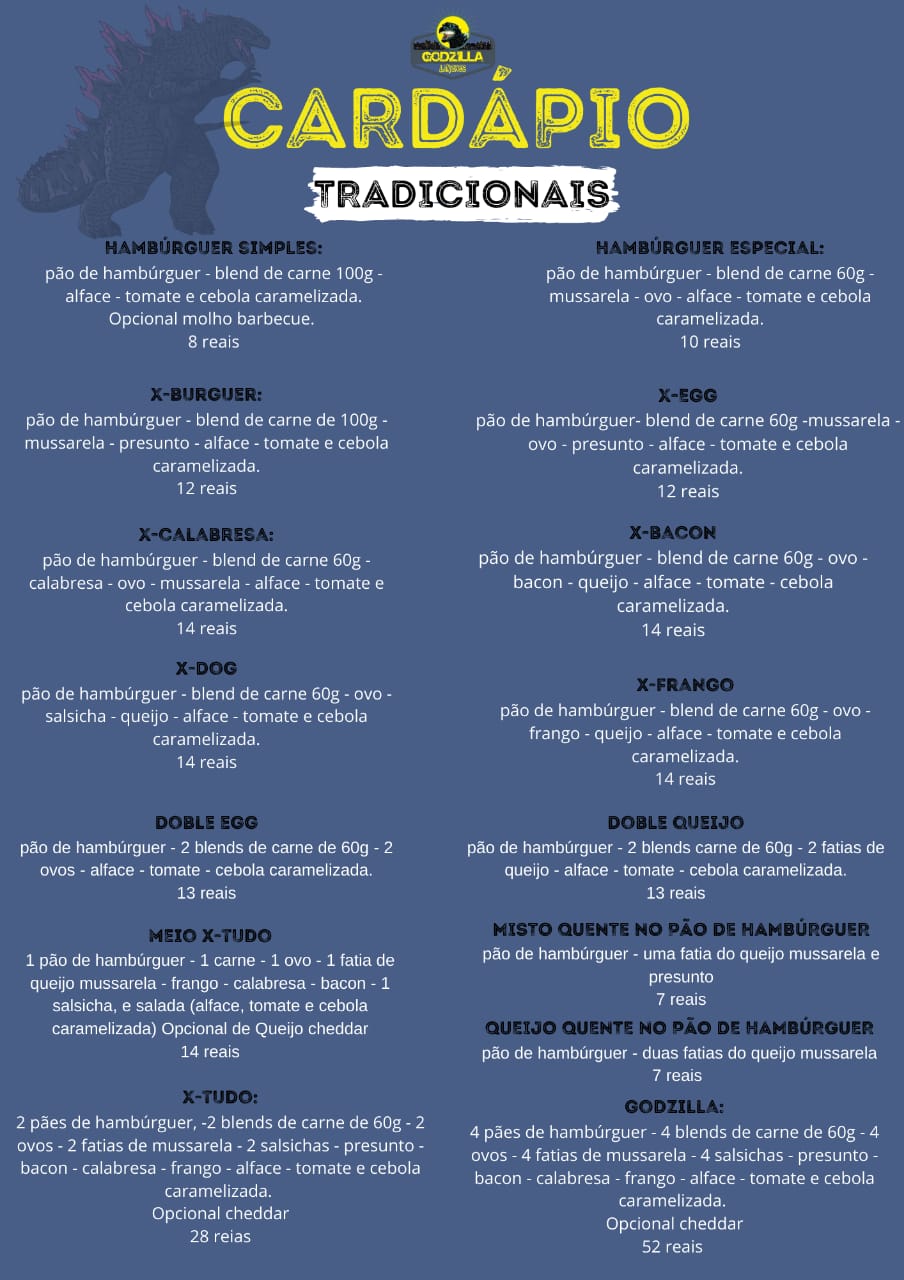 GODZILLA
LANCHES
CARDÁPIO
TRADICIONAIS
HAMBÚRGUER SIMPLES:
pão de hambúrguer - blend de carne 100g -
alface - tomate e cebola caramelizada.
Opcional molho barbecue.
8 reais
HAMBÚRGUER ESPECIAL:
pão de hambúrguer - blend de carne 60g -
mussarela - ovo - alface - tomate e cebola
caramelizada.
10 reais
X-BURGUER:
pão de hambúrguer - blend de carne de 100g -
mussarela - presunto - alface - tomate e cebola
caramelizada.
12 reais
X-EGG
pão de hambúrguer- blend de carne 60g -mussarela -
ovo - presunto - alface - tomate e cebola
caramelizada.
12 reais
X-CALABRESA:
pão de hambúrguer - blend de carne 60g -
calabresa - ovo - mussarela - alface - tomate e
cebola caramelizada.
14 reais
X-BACON
pão de hambúrguer - blend de carne 60g - ovo -
bacon - queijo - alface - tomate - cebola
caramelizada.
14 reais
X-DOG
pão de hambúrguer - blend de carne 60g - ovo -
salsicha - queijo - alface - tomate e cebola
caramelizada.
14 reais
X-FRANGO
pão de hambúrguer - blend de carne 60g - ovo -
frango - queijo - alface - tomate e cebola
caramelizada.
14 reais
DOBLE EGG
pão de hambúrguer - 2 blends de carne de 60g - 2
ovos - alface - tomate - cebola caramelizada.
13 reais
DOBLE QUEIJO
pão de hambúrguer - 2 blends carne de 60g - 2 fatias de
queijo - alface - tomate - cebola caramelizada.
13 reais
MEIO X-TUDO
1 pão de hambúrguer - 1 carne - 1 ovo - 1 fatia de
queijo mussarela - frango - calabresa - bacon - 1
salsicha, e salada (alface, tomate e cebola
caramelizada) Opcional de Queijo cheddar
14 reais
MISTO QUENTE NO PÃO DE HAMBÚRGUER
pão de hambúrguer - uma fatia do queijo mussarela e
presunto
7 reais
QUEIJO QUENTE NO PÃO DE HAMBÚRGUER
pão de hambúrguer - duas fatias do queijo mussarela
7 reais
X-TUDO:
2 pães de hambúrguer, -2 blends de carne de 60g - 2
ovos - 2 fatias de mussarela - 2 salsichas - presunto -
bacon - calabresa - frango - alface - tomate e cebola
caramelizada.
Opcional cheddar
28 reias
GODZILLA:
4 pães de hambúrguer - 4 blends de carne de 60g - 4
ovos - 4 fatias de mussarela - 4 salsichas - presunto -
bacon - calabresa - frango - alface - tomate e cebola
caramelizada.
Opcional cheddar
52 reais